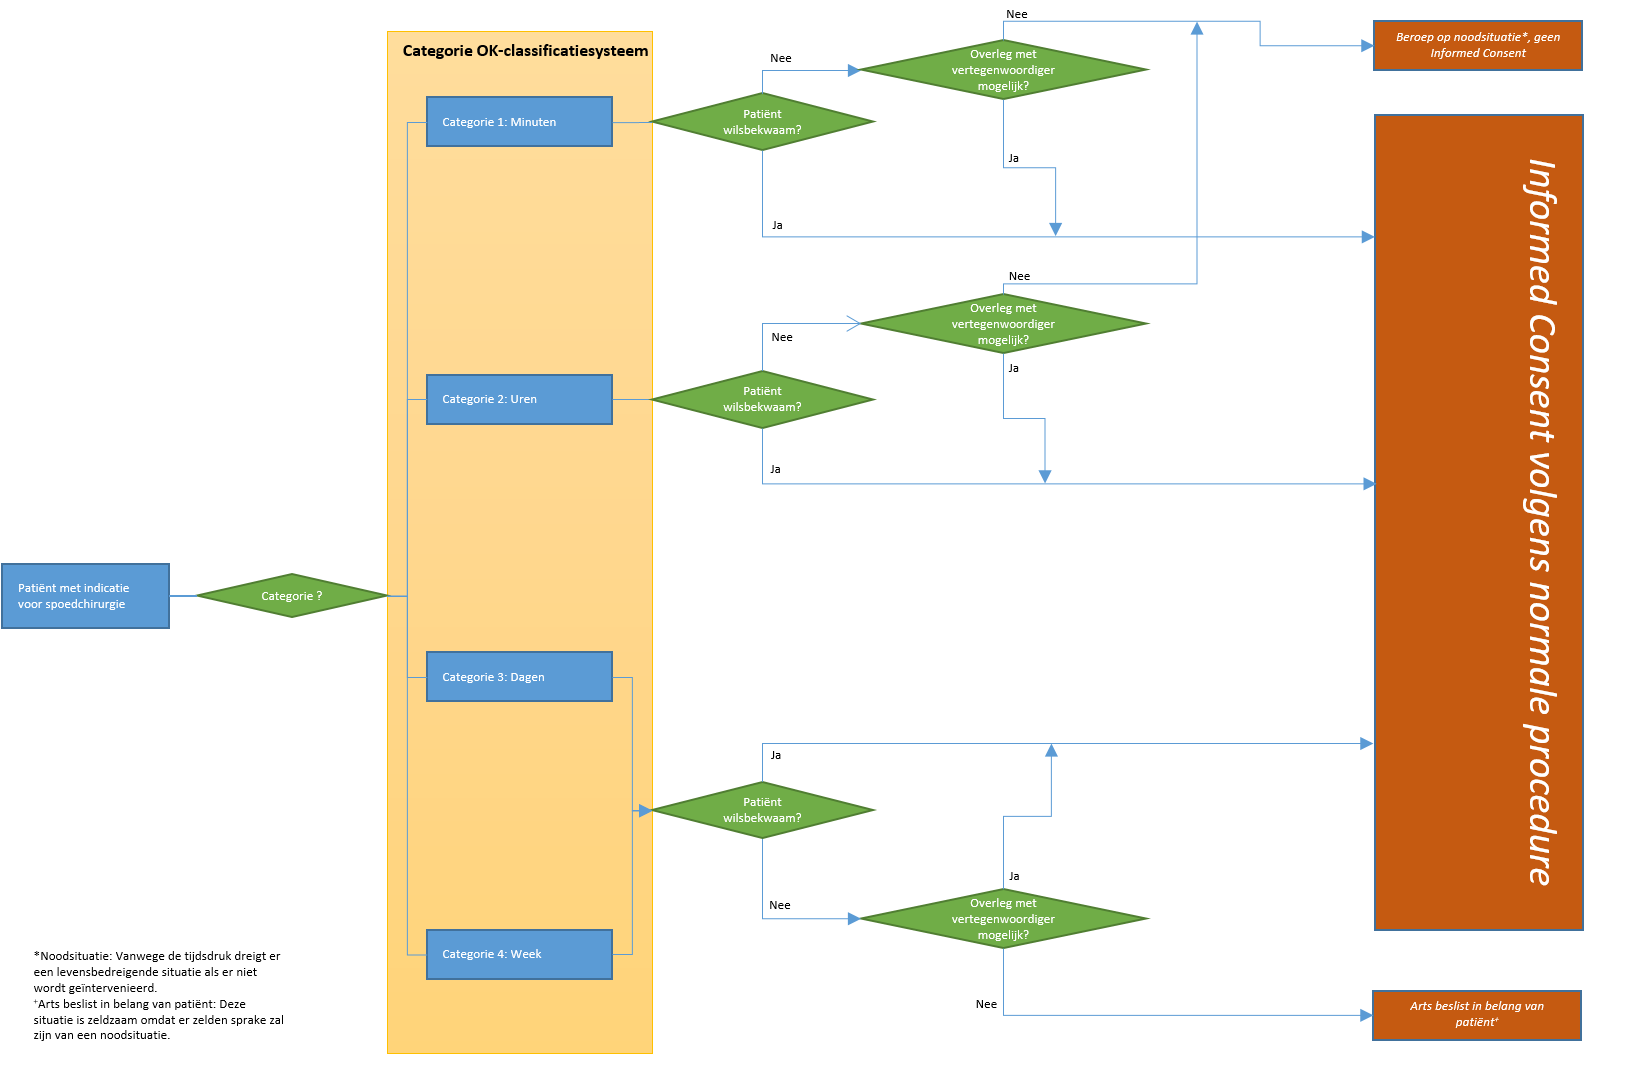 Categorie OK-classificatiesysteem
Nee
Beroep op noodsituatie*, geen
Informed Consent
Overleg met
vertegenwoordiger
mogelijk?
Nee
Categorie 1: Minuten
Patiënt
wilsbekwaam?
Ja
Ja
Informed Consent volgens normale procedure
Nee
Overleg met
vertegenwoordiger
mogelijk?
Nee
Ja
Categorie 2: Uren
Patiënt
wilsbekwaam?
Ja
Patiënt met indicatie
voor spoedchirurgie
Categorie ?
Categorie 3: Dagen
Ja
Patiënt
wilsbekwaam?
Ja
Nee
Overleg met
vertegenwoordiger
mogelijk?
Categorie 4: Week
Nee
Arts beslist in belang van
patiënt⁺
*Noodsituatie: Vanwege de tijdsdruk dreigt er
een levensbedreigende situatie als er niet
wordt geïntervenieerd.
⁺Arts beslist in belang van patiënt: Deze
situatie is zeldzaam omdat er zelden sprake zal
zijn van een noodsituatie.